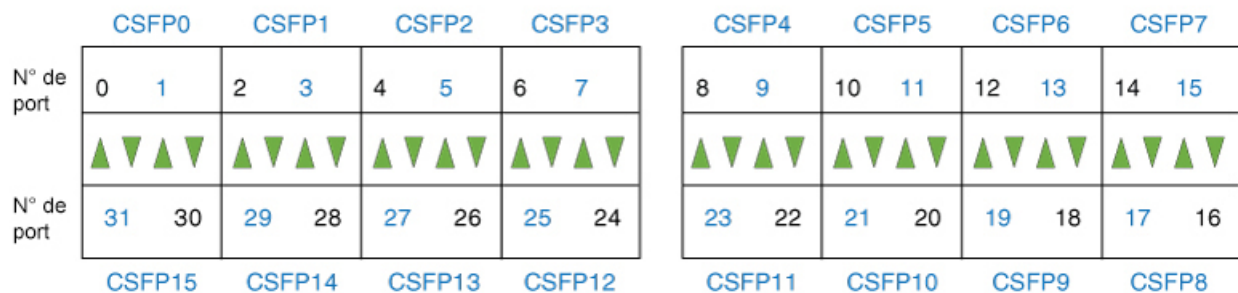 CSFP0 CSFP1 CSFP2 CSFP3 CSFP4 CSFP5 CSFP6 CSFP7
N° de port 0 1 2 3 4 5 6 7 8 9 10 11 12 13 14 15
N° de port 31 30 29 28 27 26 25 24 23 22 21 20 19 18 17 16
CSFP15 CSFP14 CSFP13 CSFP12 CSFP11 CSFP10 CSFP9 CSFP8